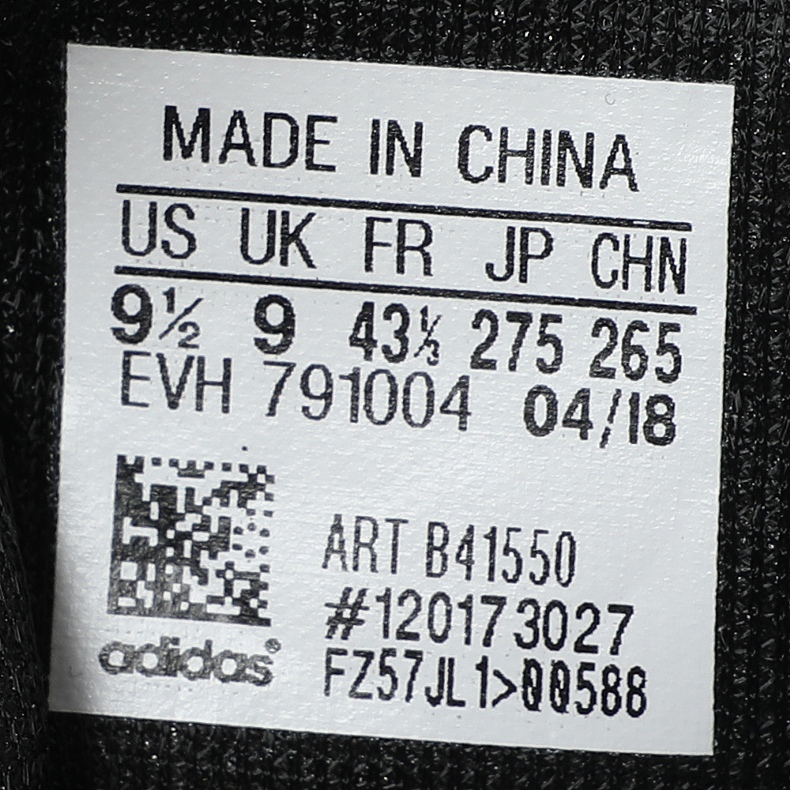 MADE IN CHINA
US UK FR JP CHN
9½ 9 43⅓ 275 265
EVH 791004 04/18
ART B41550
#120173027
adidas®
FZ57JL1>00588